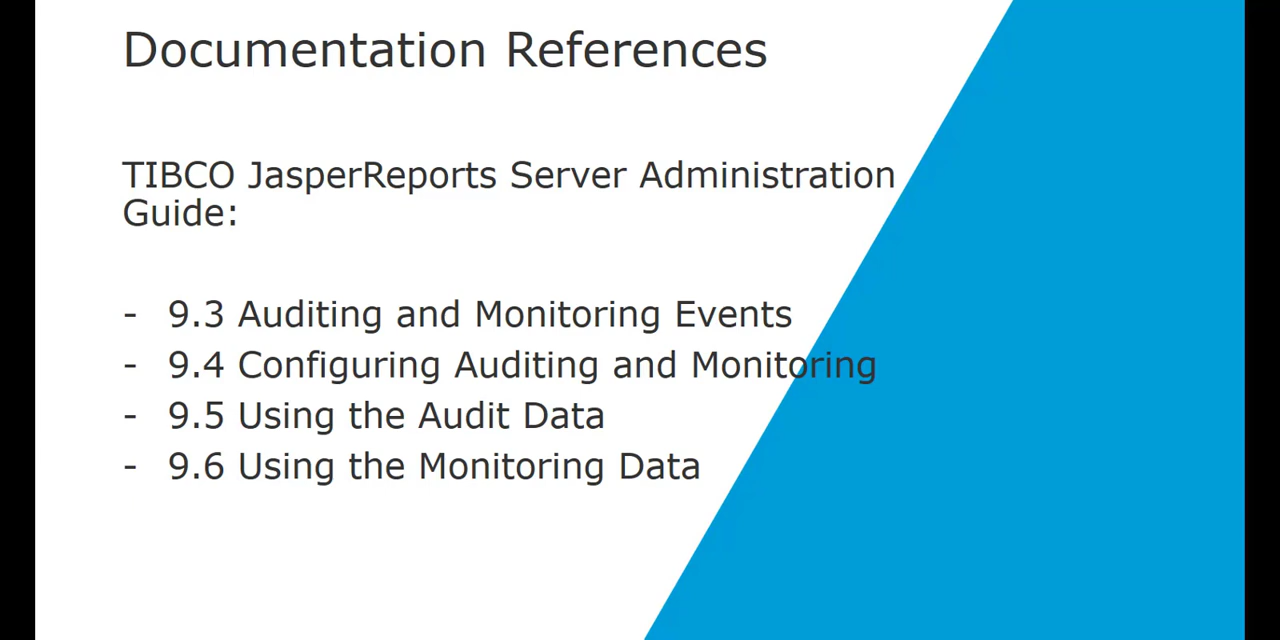 Documentation References
TIBCO JasperReports Server Administration
Guide:
- 9.3 Auditing and Monitoring Events
- 9.4 Configuring Auditing and Monitoring
- 9.5 Using the Audit Data
- 9.6 Using the Monitoring Data